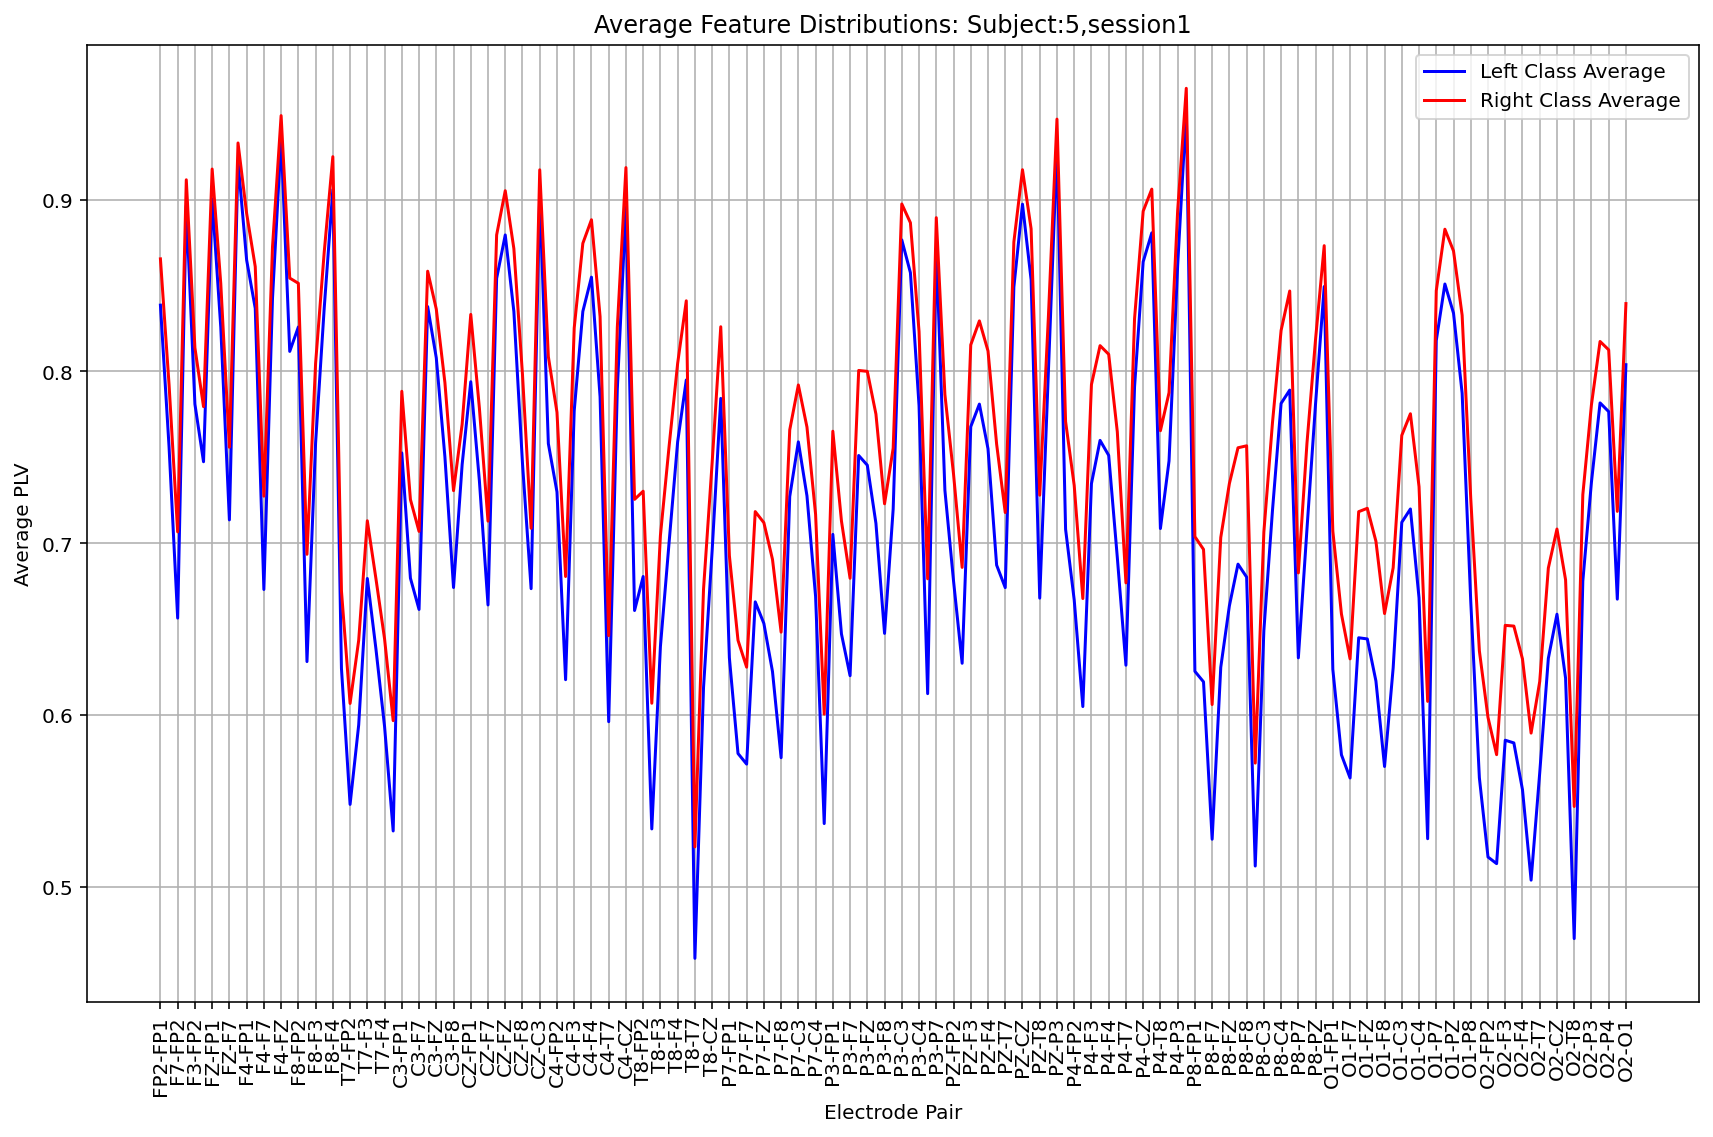 Average Feature Distributions: Subject:5,session1
Left Class Average
Right Class Average
Average PLV
0.9
0.8
0.7
0.6
0.5
FP2-FP1
F7-FP2
F3-FP2
FZ-FP1
FZ-F7
F4-FP1
F4-F7
F4-FZ
F8-FP2
F8-F3
F8-F4
T7-FP2
T7-F3
T7-F4
C3-FP1
C3-F7
C3-FZ
C3-F8
CZ-FP1
CZ-F7
CZ-FZ
CZ-F8
CZ-C3
C4-FP2
C4-F3
C4-F4
C4-T7
C4-CZ
T8-FP2
T8-F3
T8-F4
T8-T7
T8-CZ
P7-FP1
P7-F7
P7-FZ
P7-F8
P7-C3
P7-C4
P3-FP1
P3-F7
P3-FZ
P3-F8
P3-C3
P3-C4
P3-P7
PZ-FP2
PZ-F3
PZ-F4
PZ-T7
PZ-CZ
PZ-T8
PZ-P3
P4-FP2
P4-F3
P4-F4
P4-T7
P4-CZ
P4-T8
P4-P3
P8-FP1
P8-F7
P8-FZ
P8-F8
P8-C3
P8-C4
P8-P7
P8-PZ
O1-FP1
O1-F7
O1-FZ
O1-F8
O1-C3
O1-C4
O1-P7
O1-PZ
O1-P8
O2-FP2
O2-F3
O2-F4
O2-T7
O2-CZ
O2-T8
O2-P3
O2-P4
O2-O1
Electrode Pair